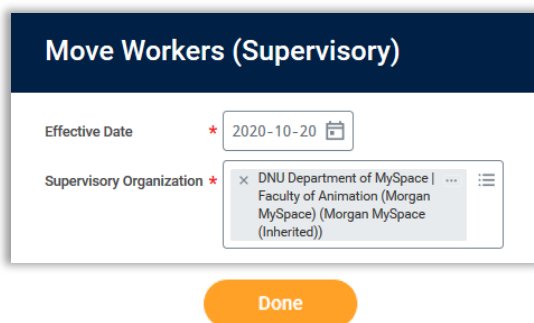 Move Workers (Supervisory)
Effective Date * 2020-10-20
Supervisory Organization * × DNU Department of MySpace | ...
Faculty of Animation (Morgan
MySpace) (Morgan MySpace
(Inherited))
Done